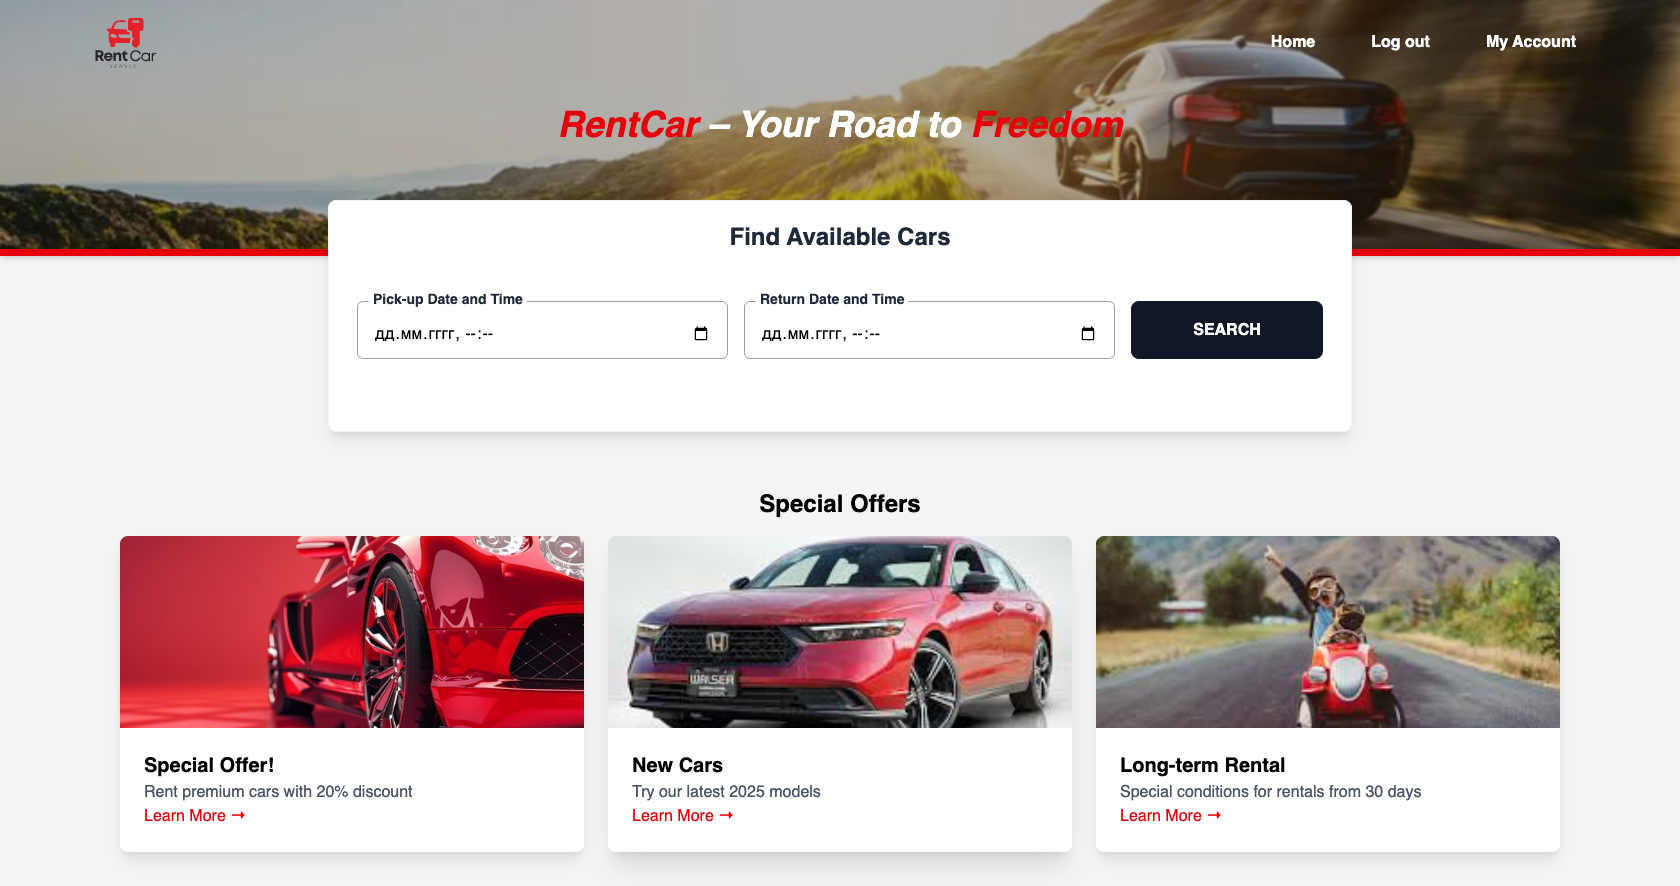 Home Log out My Account
Rent Car
RentCar – Your Road to Freedom
Find Available Cars
Pick-up Date and Time Return Date and Time
ДД.ММ.ГГГГ, --:-- ДД.ММ.ГГГГ, --:-- SEARCH
Special Offers
WALSER
Special Offer! New Cars Long-term Rental
Rent premium cars with 20% discount Try our latest 2025 models Special conditions for rentals from 30 days
Learn More → Learn More → Learn More →